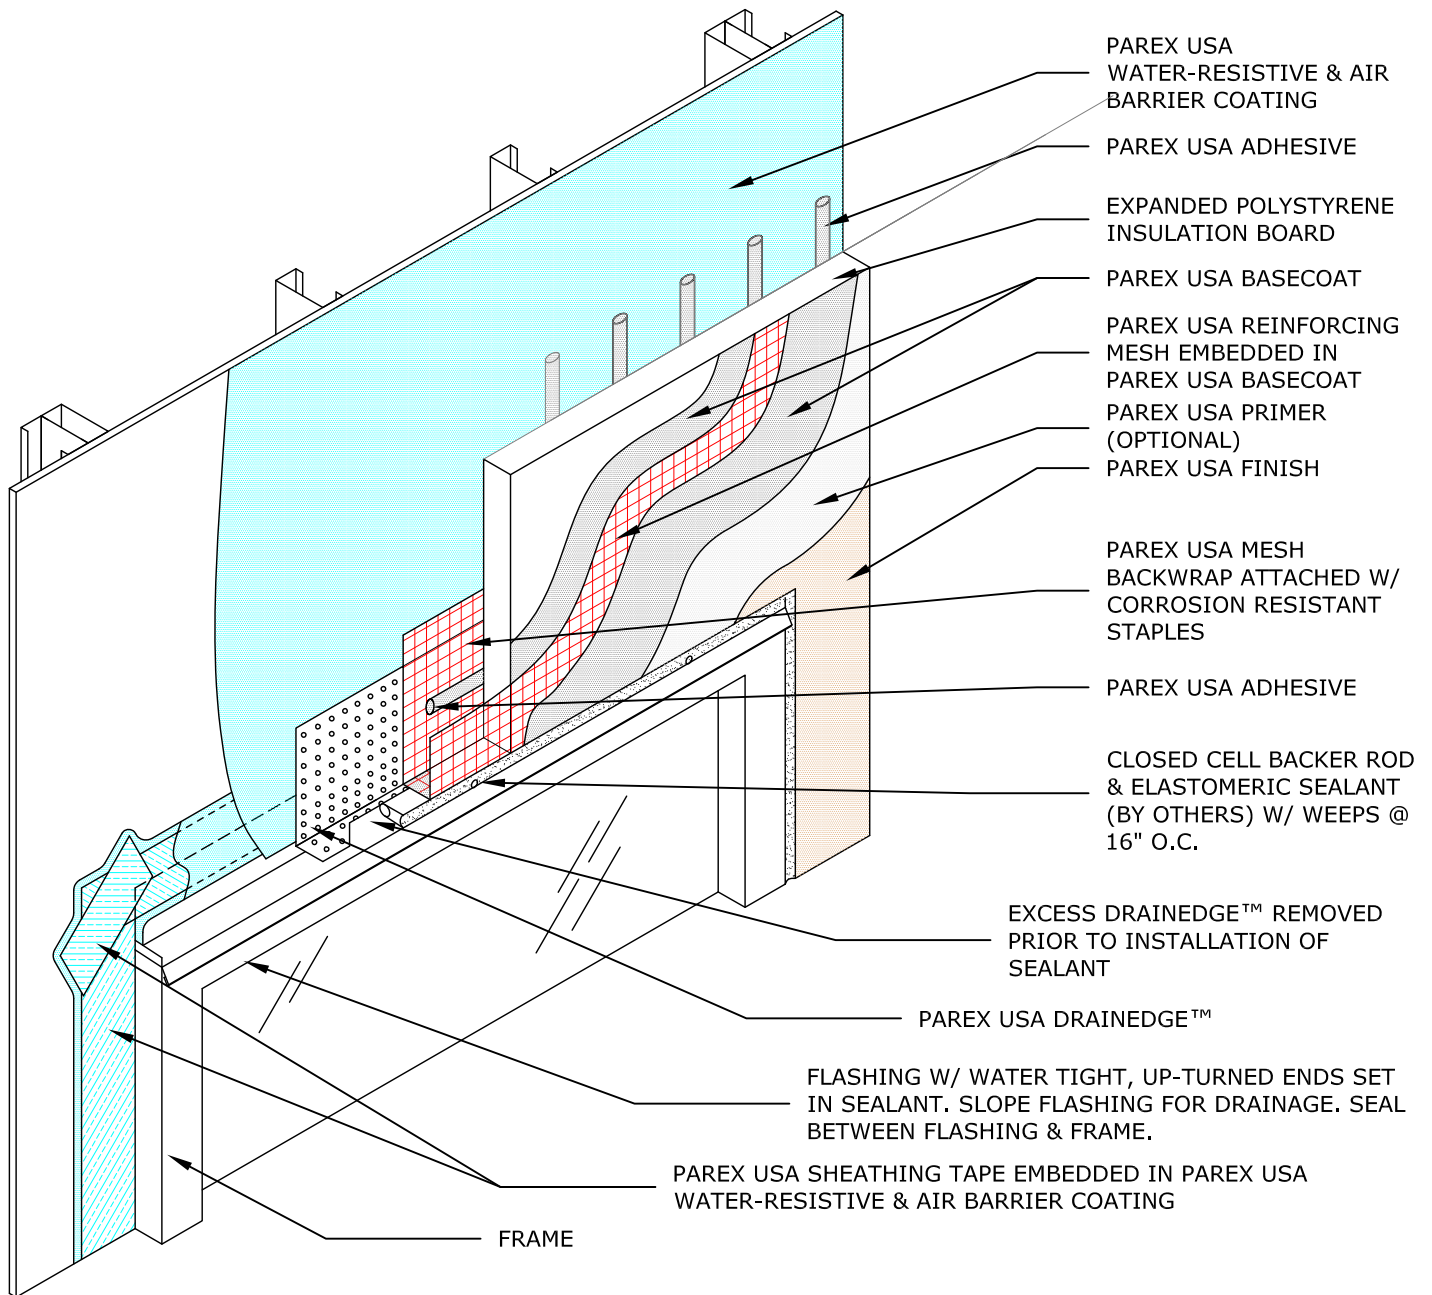 PAREX USA
WATER-RESISTIVE & AIR
BARRIER COATING
PAREX USA ADHESIVE
EXPANDED POLYSTYRENE
INSULATION BOARD
PAREX USA BASECOAT
PAREX USA REINFORCING
MESH EMBEDDED IN
PAREX USA BASECOAT
PAREX USA PRIMER
(OPTIONAL)
PAREX USA FINISH
PAREX USA MESH
BACKWRAP ATTACHED W/
CORROSION RESISTANT
STAPLES
PAREX USA ADHESIVE
CLOSED CELL BACKER ROD
& ELASTOMERIC SEALANT
(BY OTHERS) W/ WEEPS @
16" O.C.
EXCESS DRAINEDGE™ REMOVED
PRIOR TO INSTALLATION OF
SEALANT
PAREX USA DRAINEDGE™
FLASHING W/ WATER TIGHT, UP-TURNED ENDS SET
IN SEALANT. SLOPE FLASHING FOR DRAINAGE. SEAL
BETWEEN FLASHING & FRAME.
PAREX USA SHEATHING TAPE EMBEDDED IN PAREX USA
WATER-RESISTIVE & AIR BARRIER COATING
FRAME